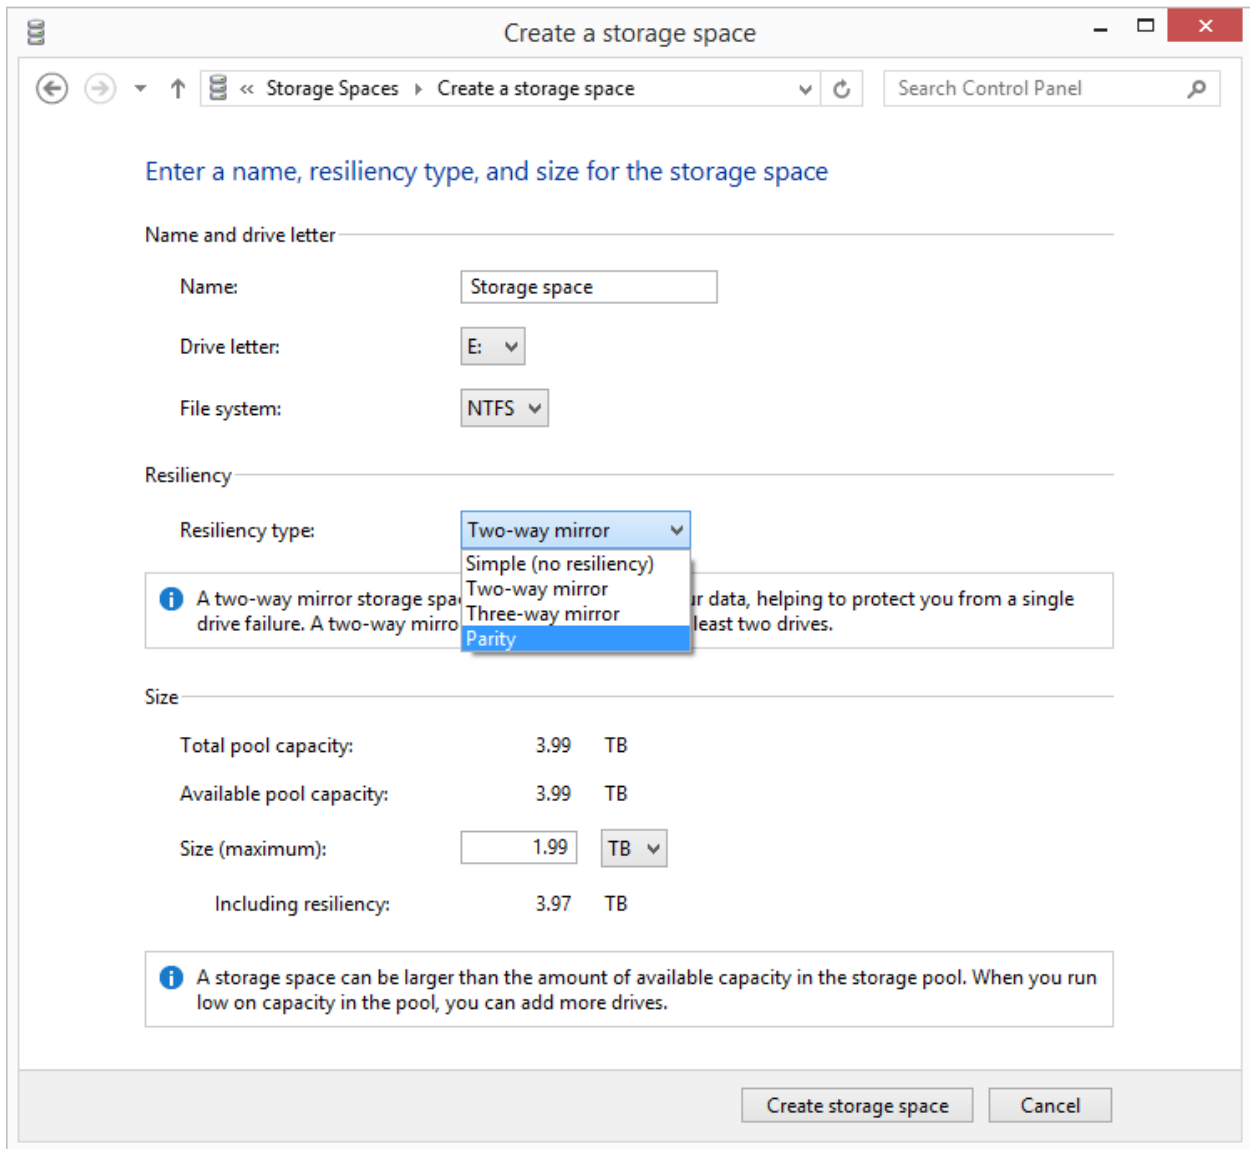 Create a storage space
« Storage Spaces Create a storage space
Search Control Panel
Enter a name, resiliency type, and size for the storage space
Name and drive letter
Name: Storage space
Drive letter: E:
File system: NTFS
Resiliency
Resiliency type: Two-way mirror
Simple (no resiliency)
Two-way mirror
Three-way mirror
Parity
A two-way mirror storage spac r data, helping to protect you from a single
drive failure. A two-way mirro least two drives.
Size
Total pool capacity: 3.99 TB
Available pool capacity: 3.99 TB
Size (maximum): 1.99 TB
Including resiliency: 3.97 TB
A storage space can be larger than the amount of available capacity in the storage pool. When you run
low on capacity in the pool, you can add more drives.
Create storage space Cancel